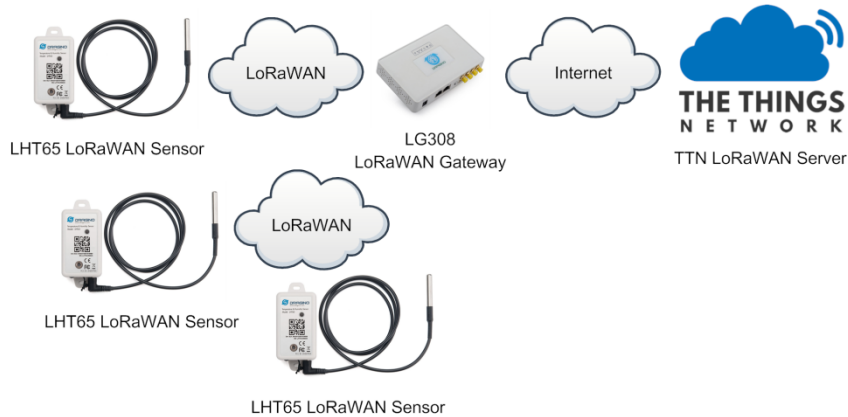 LoRaWAN
Internet
THE THINGS
NETWORK
LHT65 LoRaWAN Sensor
LG308
LoRaWAN Gateway
TTN LoRaWAN Server
LoRaWAN
LHT65 LoRaWAN Sensor
LHT65 LoRaWAN Sensor